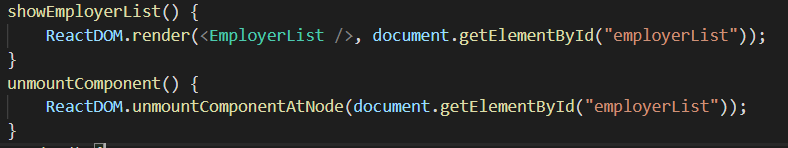 showEmployerList() {
    ReactDOM.render(<EmployerList />, document.getElementById("employerList"));
}
unmountComponent() {
    ReactDOM.unmountComponentAtNode(document.getElementById("employerList"));
}